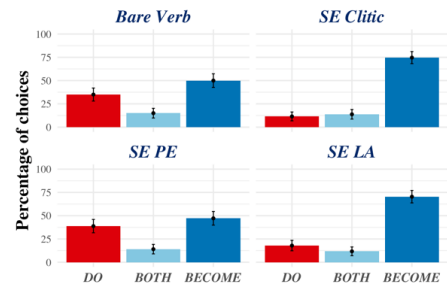 Bare Verb
SE Clitic
100
75
50
25
0
SE PE
SE LA
100
75
50
25
0
Percentage of choices
DO BOTH BECOME DO BOTH BECOME